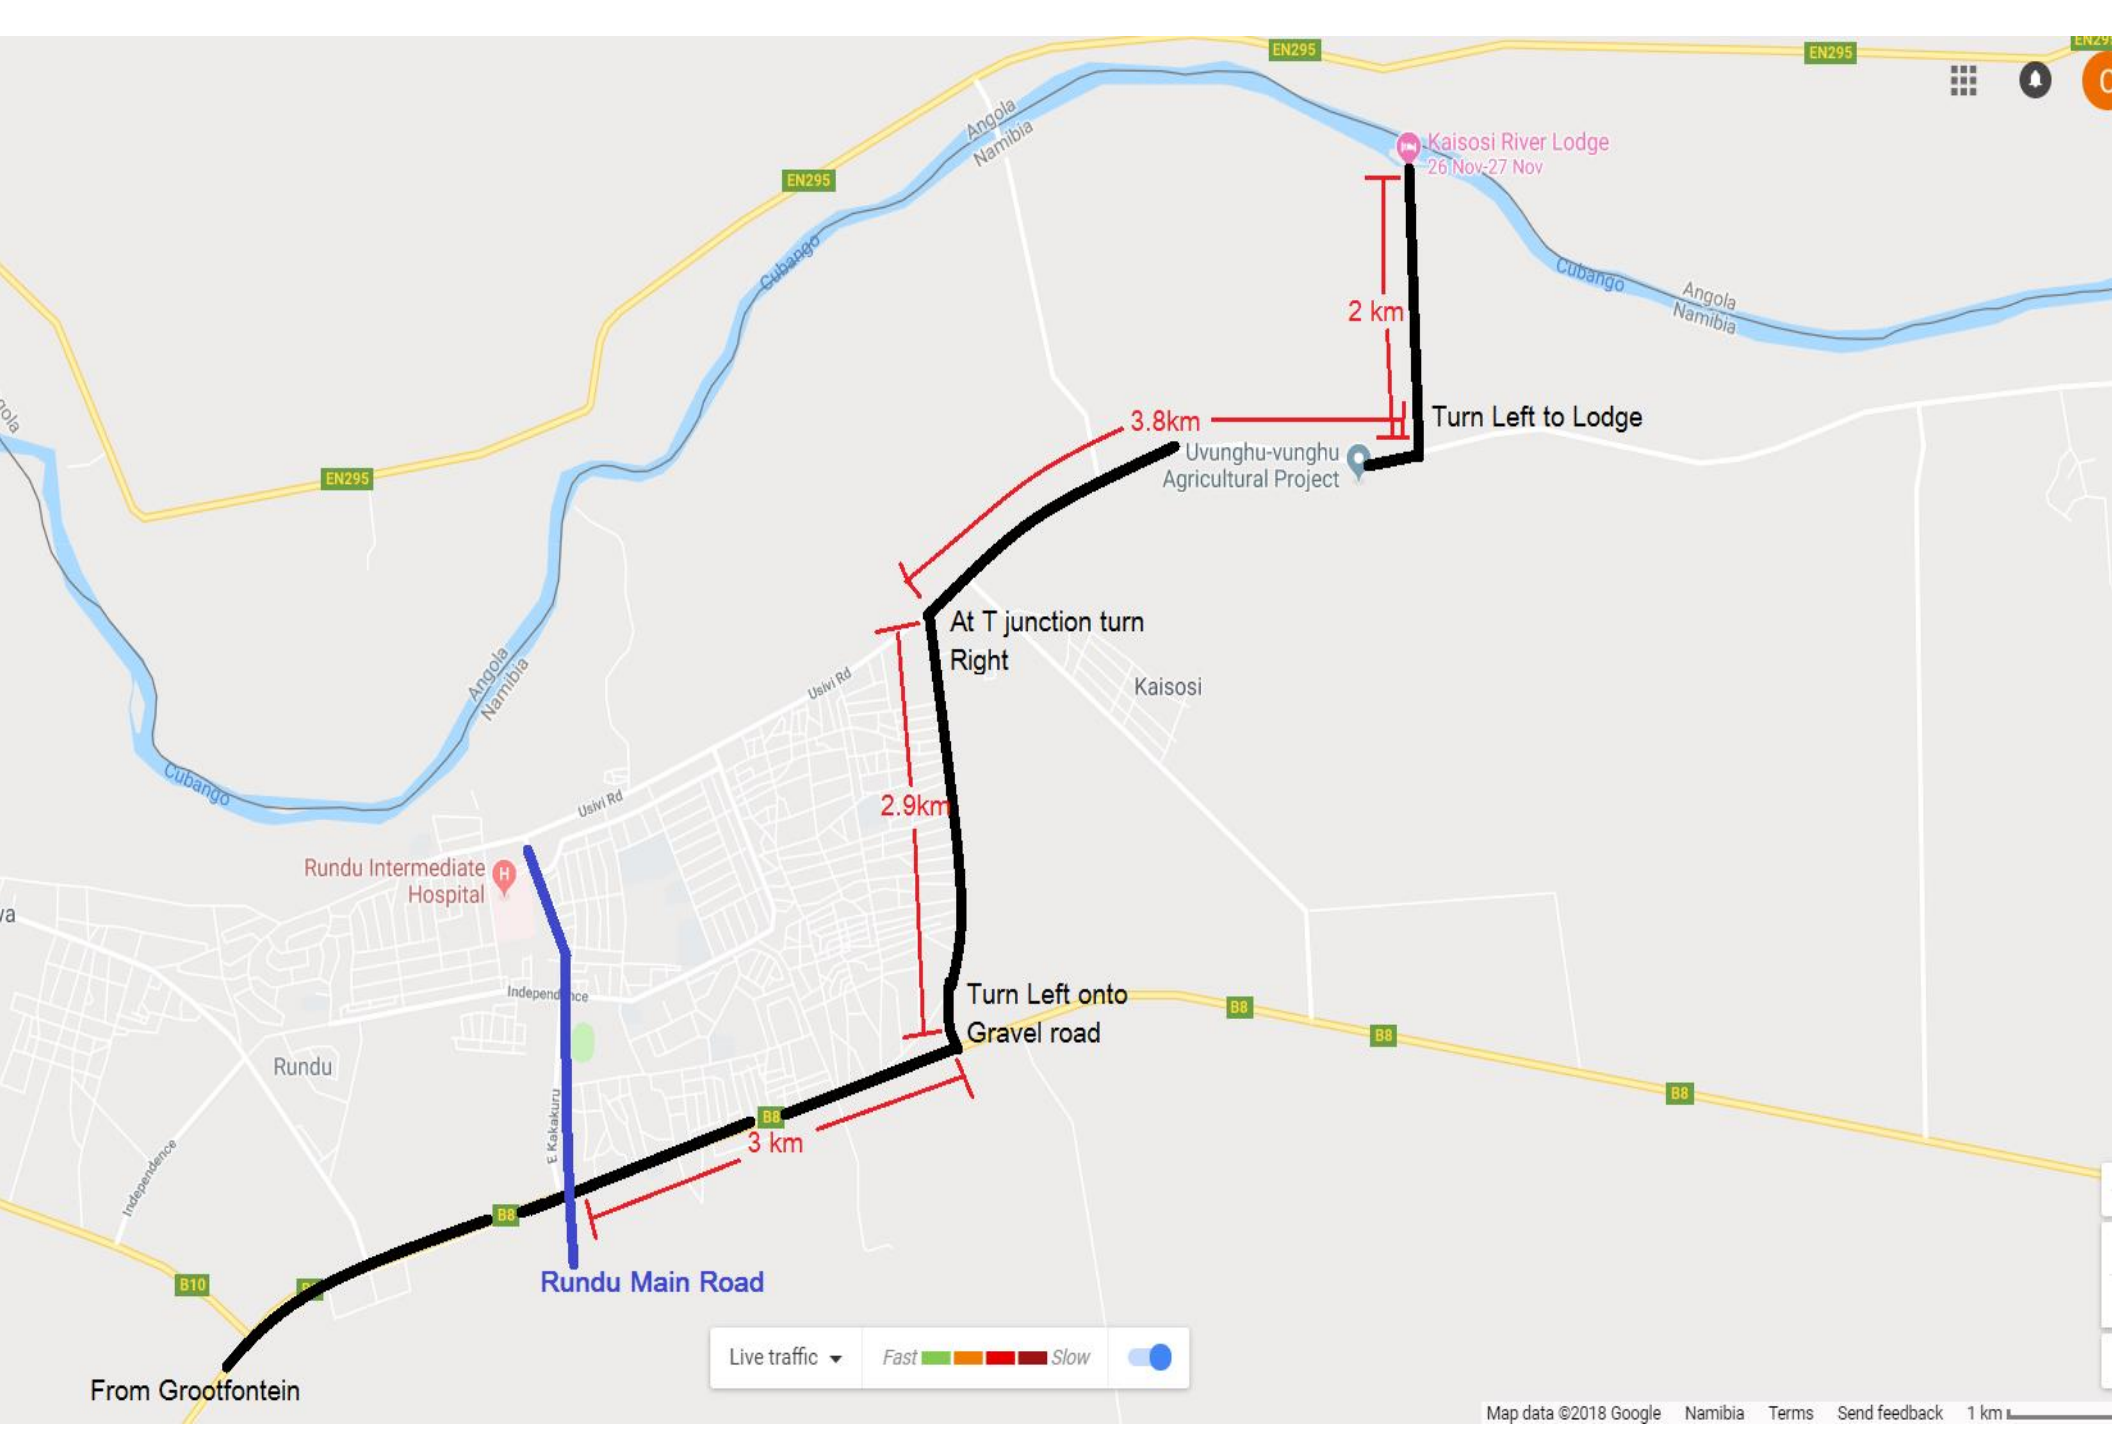 EN295
EN295
Angola
Namibia
Kaisosi River Lodge
26 Nov-27 Nov
EN295
Cubango
Cubango
Angola
Namibia
2 km
3.8km
Turn Left to Lodge
Uvunghu-vunghu
Agricultural Project
EN295
At T junction turn
Right
Usivi Rd
Kaisosi
Angola
Namibia
Cubango
2.9km
Usivi Rd
Rundu Intermediate
Hospital
H
Turn Left onto
Gravel road
B8
B8
B8
Rundu
E Kakakuru
B8
3 km
Independence
B8
B10
Rundu Main Road
Live traffic
Fast
Slow
From Grootfontein
Map data ©2018 Google
Namibia
Terms
Send feedback
1 km